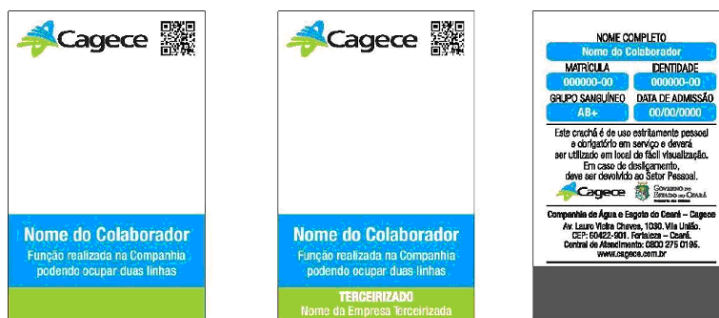 Cagece
Nome do Colaborador
Função realizada na Companhia
podendo ocupar duas linhas
Cagece
Nome do Colaborador
Função realizada na Companhia
podendo ocupar duas linhas
TERCEIRIZADO
Nome da Empresa Terceirizada
NOME COMPLETO
Nome do Colaborador
MATRÍCULA IDENTIDADE
000000-00 000000-00
GRUPO SANGUÍNEO DATA DE ADMISSÃO
AB+ 00/00/0000
Este crachá é de uso estritamente pessoal
e obrigatório em serviço e deverá
ser utilizado em local de fácil visualização.
Em caso de desligamento,
deve ser devolvido ao Setor Pessoal.
Cagece
GOVERNO DO
ESTADO DO CEARÁ
Companhia de Água e Esgoto do Ceará – Cagece
Av. Lauro Vieira Chaves, 1030. Vila União.
CEP: 60422-901. Fortaleza – Ceará.
Central de Atendimento: 0800 275 0195.
www.cagece.com.br